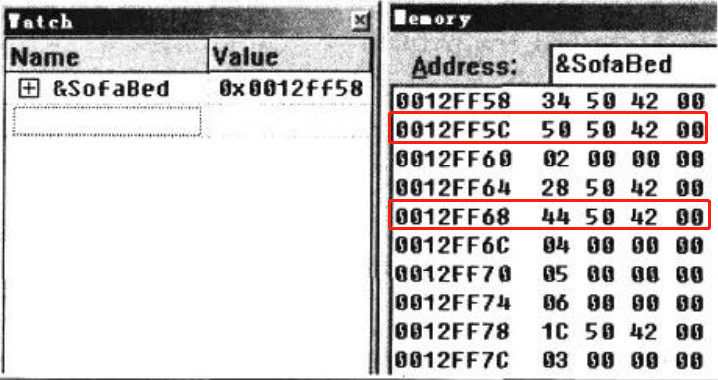 Watch
Name Value
&SofaBed 0x0012ff58
Memory
Address: &SofaBed
0012FF58 34 50 42 00
0012FF5C 50 50 42 00
0012FF60 02 00 00 00
0012FF64 28 50 42 00
0012FF68 44 50 42 00
0012FF6C 04 00 00 00
0012FF70 05 00 00 00
0012FF74 06 00 00 00
0012FF78 1C 50 42 00
0012FF7C 03 00 00 00